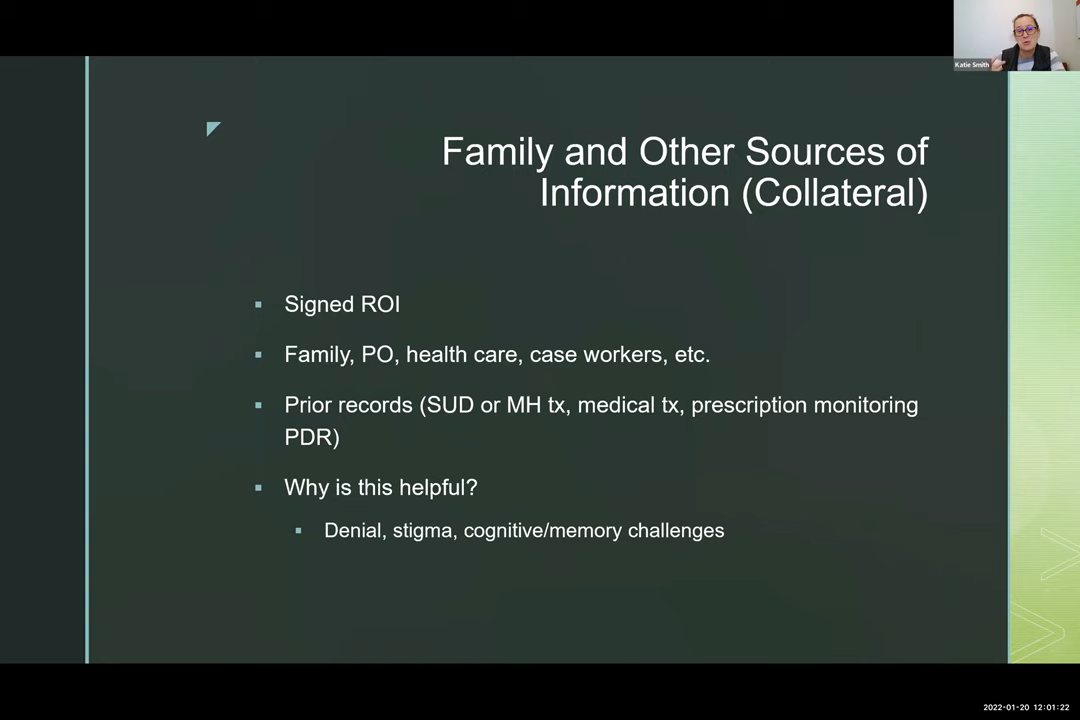 Katie Smith
Family and Other Sources of
Information (Collateral)
Signed ROI
Family, PO, health care, case workers, etc.
Prior records (SUD or MH tx, medical tx, prescription monitoring
PDR)
Why is this helpful?
Denial, stigma, cognitive/memory challenges
2022-01-20 12:01:22